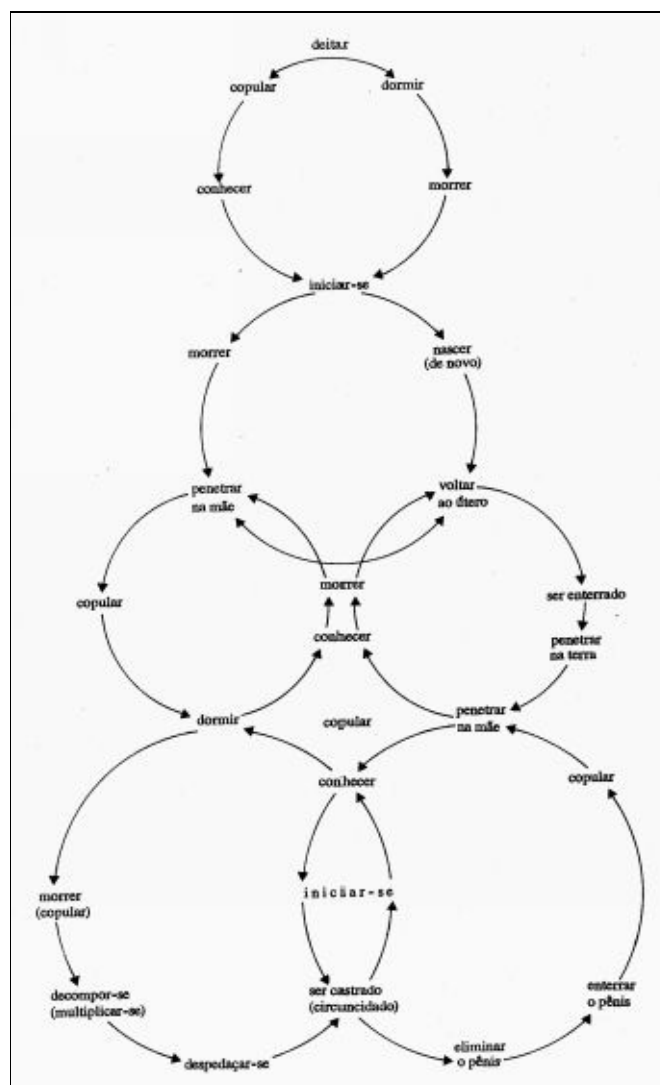 deitar
copular
dormir
conhecer
morrer
iniciar-se
morrer
nascer
(de novo)
penetrar
na mãe
voltar
ao útero
morrer
copular
ser enterrado
conhecer
penetrar
na terra
dormir
copular
penetrar
na mãe
conhecer
copular
iniciar-se
morrer
(copular)
decompor-se
(multiplicar-se)
ser castrado
(circuncidado)
enterrar
o pênis
despedaçar-se
eliminar
o pênis